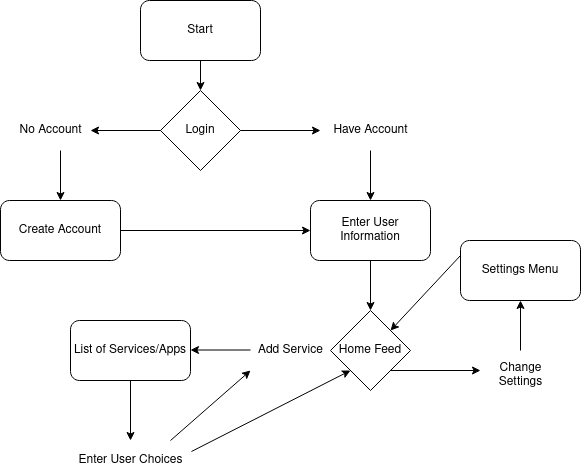 Start
Login
No Account
Have Account
Create Account
Enter User
Information
Settings Menu
List of Services/Apps
Add Service
Home Feed
Change
Settings
Enter User Choices